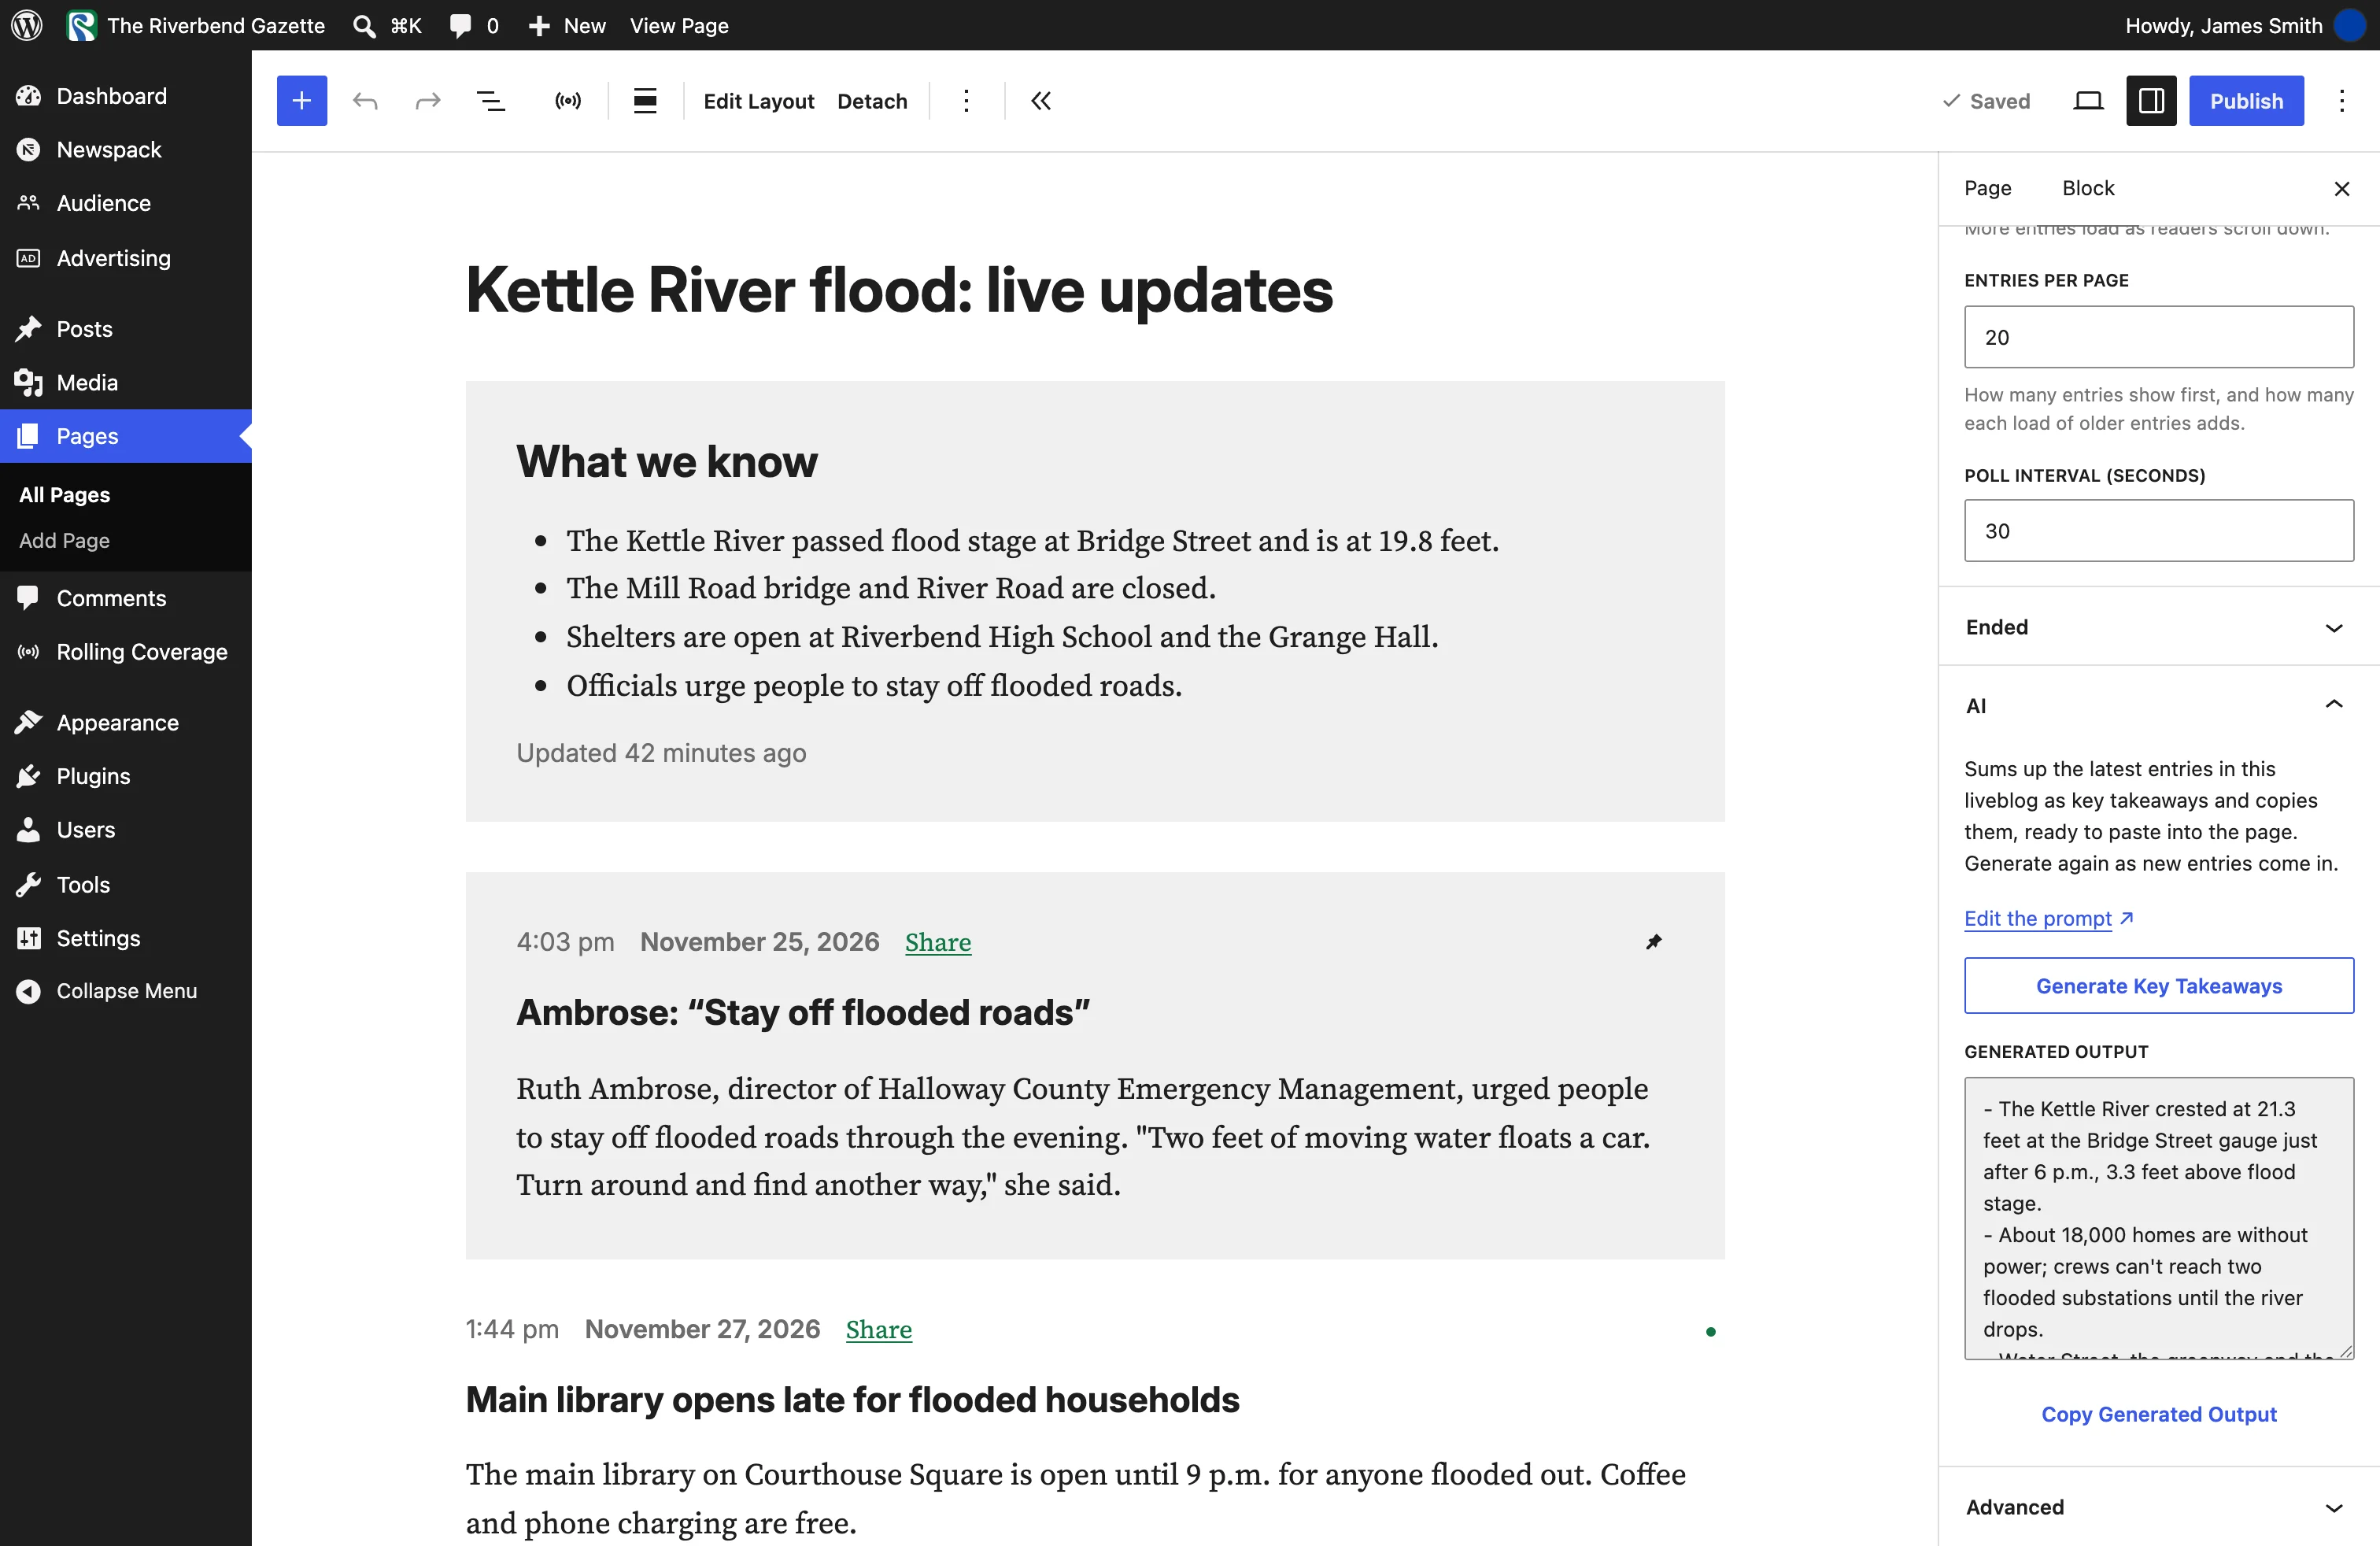 The Riverbend Gazette
⌘K
0
New
View Page
Howdy, James Smith
Dashboard
Newspack
Audience
AD
Advertising
Posts
Media
Pages
All Pages
Add Page
Comments
Rolling Coverage
Appearance
Plugins
Users
Tools
Settings
Collapse Menu
Edit Layout
Detach
Saved
Publish
Kettle River flood: live updates
What we know
• The Kettle River passed flood stage at Bridge Street and is at 19.8 feet.
• The Mill Road bridge and River Road are closed.
• Shelters are open at Riverbend High School and the Grange Hall.
• Officials urge people to stay off flooded roads.
Updated 42 minutes ago
4:03 pm November 25, 2026 Share
Ambrose: “Stay off flooded roads”
Ruth Ambrose, director of Halloway County Emergency Management, urged people
to stay off flooded roads through the evening. "Two feet of moving water floats a car.
Turn around and find another way," she said.
1:44 pm November 27, 2026 Share
Main library opens late for flooded households
The main library on Courthouse Square is open until 9 p.m. for anyone flooded out. Coffee
and phone charging are free.
Page
Block
More entries load as readers scroll down.
ENTRIES PER PAGE
20
How many entries show first, and how many
each load of older entries adds.
POLL INTERVAL (SECONDS)
30
Ended
AI
Sums up the latest entries in this
liveblog as key takeaways and copies
them, ready to paste into the page.
Generate again as new entries come in.
Edit the prompt ↗
Generate Key Takeaways
GENERATED OUTPUT
- The Kettle River crested at 21.3
feet at the Bridge Street gauge just
after 6 p.m., 3.3 feet above flood
stage.
- About 18,000 homes are without
power; crews can't reach two
flooded substations until the river
drops.
- Water Street, the greenway and the
Copy Generated Output
Advanced